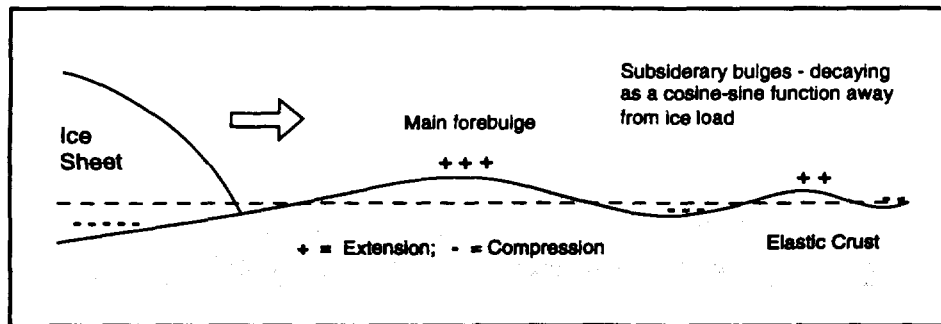 Subsiderary bulges - decaying
as a cosine-sine function away
from ice load
Main forebulge
Ice
Sheet
+ + +
+ +
- - - - - -
- - -
- -
+ = Extension; - = Compression
Elastic Crust